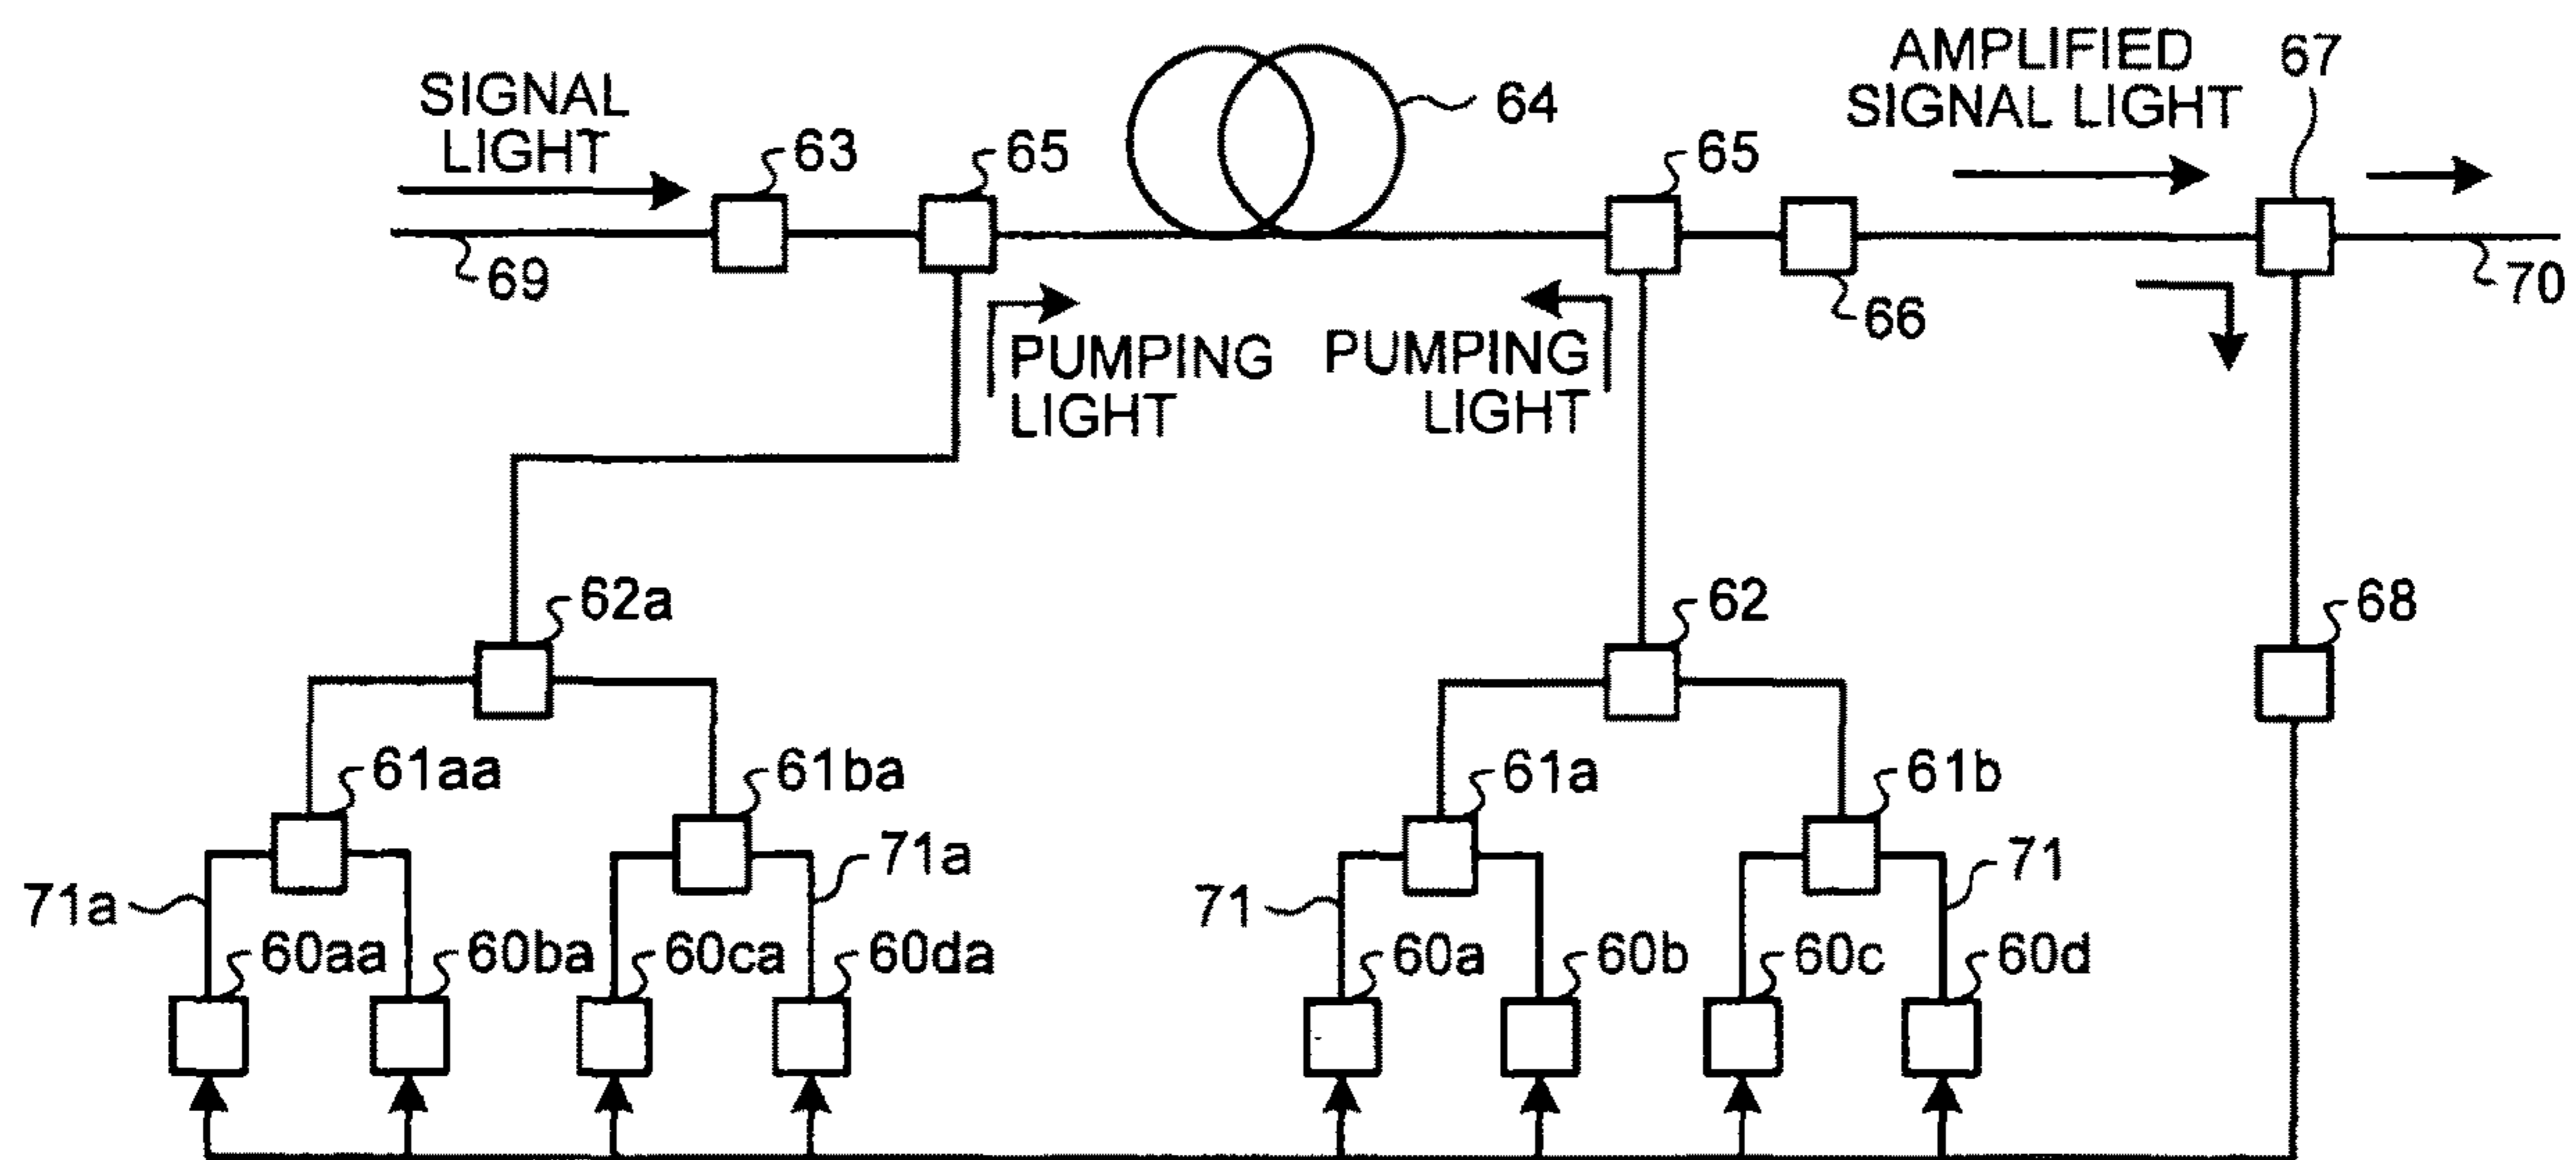 SIGNAL
LIGHT
63
65
64
65
AMPLIFIED
SIGNAL LIGHT
67
69
PUMPING
LIGHT
PUMPING
LIGHT
66
70
62a
62
68
61aa
61ba
61a
61b
71a
71a
71
71
60aa
60ba
60ca
60da
60a
60b
60c
60d